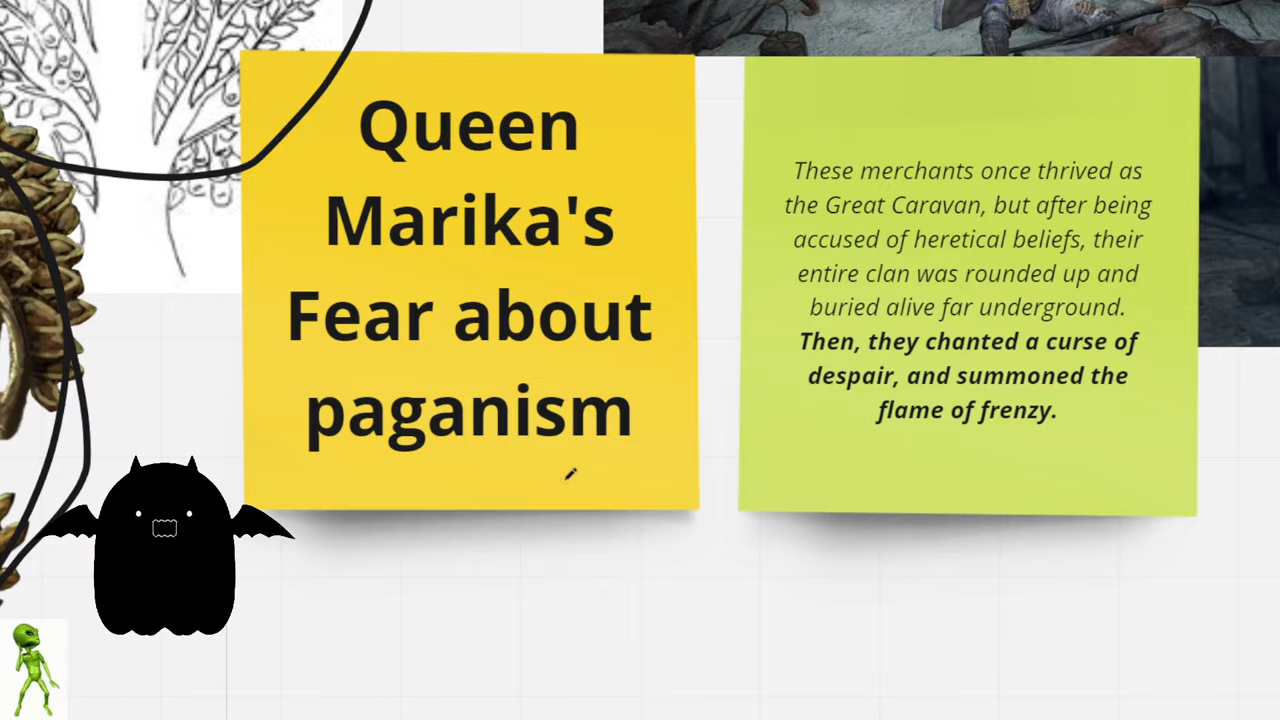 Queen
Marika's
Fear about
paganism
These merchants once thrived as
the Great Caravan, but after being
accused of heretical beliefs, their
entire clan was rounded up and
buried alive far underground.
Then, they chanted a curse of
despair, and summoned the
flame of frenzy.